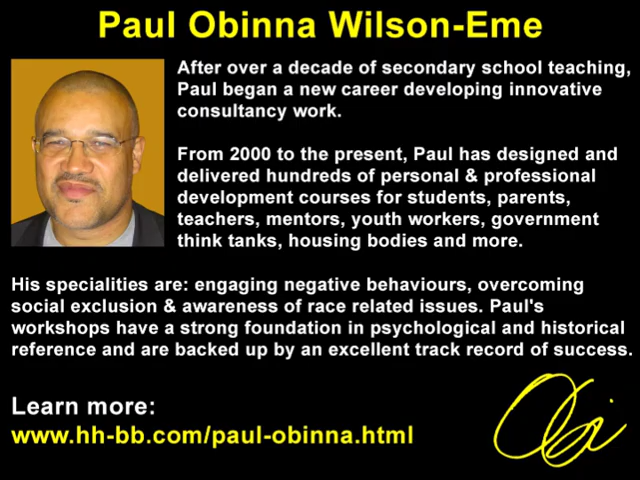 Paul Obinna Wilson-Eme
After over a decade of secondary school teaching,
Paul began a new career developing innovative
consultancy work.
From 2000 to the present, Paul has designed and
delivered hundreds of personal & professional
development courses for students, parents,
teachers, mentors, youth workers, government
think tanks, housing bodies and more.
His specialities are: engaging negative behaviours, overcoming
social exclusion & awareness of race related issues. Paul's
workshops have a strong foundation in psychological and historical
reference and are backed up by an excellent track record of success.
Learn more:
www.hh-bb.com/paul-obinna.html
Obi